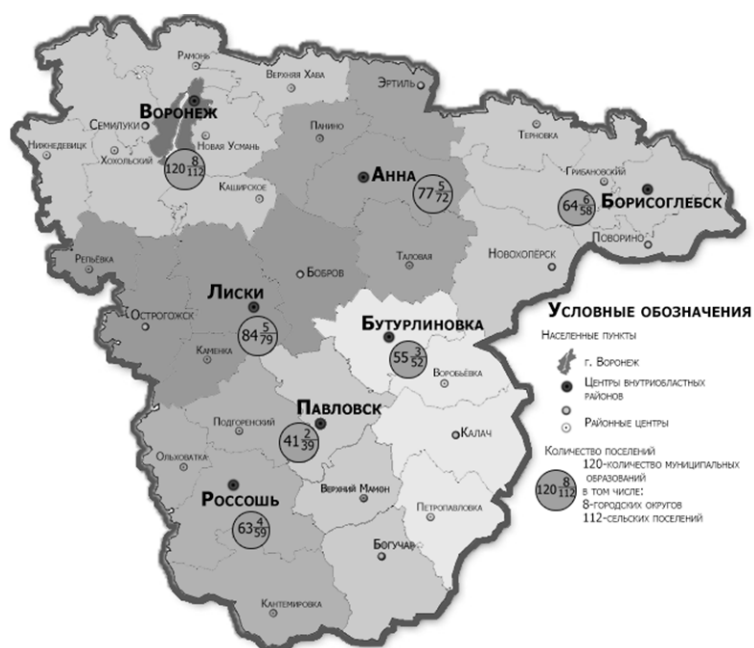 Рамонь
Верхняя Хава
Эртиль
Воронеж
Семилуки
Панино
Терновка
Нижнедевицк
Хохольский
Новая Усмань
120 8/112
Анна
77 5/72
Грибановский
64 6/58
Борисоглебск
Каширское
Поворино
Репьёвка
Бобров
Таловая
Новохопёрск
Лиски
Острогожск
84 5/79
Бутурлиновка
Каменка
55 3/52
Воробьёвка
Павловск
Подгоренский
41 2/39
Калач
Ольховатка
Россошь
Верхний Мамон
Петропавловка
63 4/59
Богучар
Кантемировка
Условные обозначения
Населенные пункты
г. Воронеж
Центры внутриобластных
районов
Районные центры
Количество поселений
120-количество муниципальных
образований
в том числе:
8-городских округов
112-сельских поселений
120 8/112